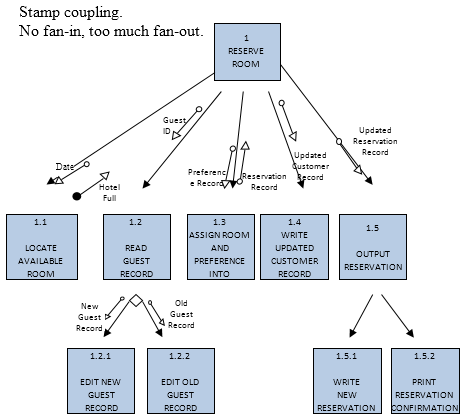 Stamp coupling.
No fan-in, too much fan-out.
1
RESERVE
ROOM
Guest
ID
Date
Hotel
Full
Preferenc
e Record
Reservation
Record
Updated
Customer
Record
Updated
Reservation
Record
1.1
LOCATE
AVAILABLE
ROOM
1.2
READ
GUEST
RECORD
1.3
ASSIGN ROOM
AND
PREFERENCE
INTO
1.4
WRITE
UPDATED
CUSTOMER
RECORD
1.5
OUTPUT
RESERVATION
New
Guest
Record
Old
Guest
Record
1.2.1
EDIT NEW
GUEST
RECORD
1.2.2
EDIT OLD
GUEST
RECORD
1.5.1
WRITE
NEW
RESERVATION
1.5.2
PRINT
RESERVATION
CONFIRMATION